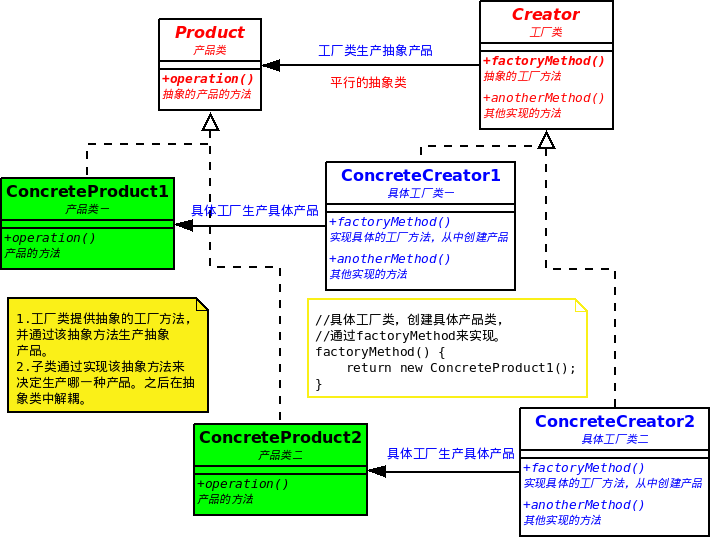 Product
产品类
+operation()
抽象的产品的方法
工厂类生产抽象产品
平行的抽象类
Creator
工厂类
+factoryMethod()
抽象的工厂方法
+anotherMethod()
其他实现的方法
ConcreteProduct1
产品类一
+operation()
产品的方法
具体工厂生产具体产品
ConcreteCreator1
具体工厂类一
+factoryMethod()
实现具体的工厂方法，从中创建产品
+anotherMethod()
其他实现的方法
1.工厂类提供抽象的工厂方法，
并通过该抽象方法生产抽象
产品。
2.子类通过实现该抽象方法来
决定生产哪一种产品。之后在抽
象类中解耦。
//具体工厂类，创建具体产品类，
//通过factoryMethod来实现。
factoryMethod() {
    return new ConcreteProduct1();
}
ConcreteProduct2
产品类二
+operation()
产品的方法
具体工厂生产具体产品
ConcreteCreator2
具体工厂类二
+factoryMethod()
实现具体的工厂方法，从中创建产品
+anotherMethod()
其他实现的方法